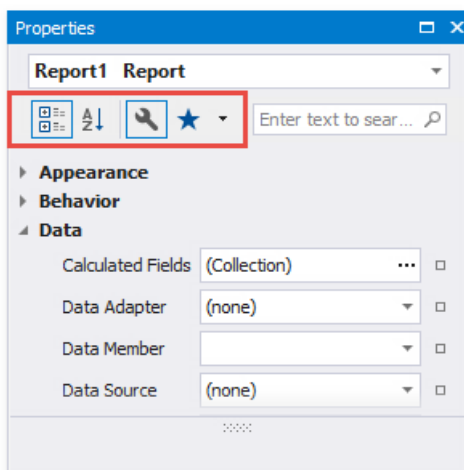 Properties
Report1 Report
A
Z
Enter text to sear...
Appearance
Behavior
Data
Calculated Fields (Collection) ...
Data Adapter (none)
Data Member
Data Source (none)